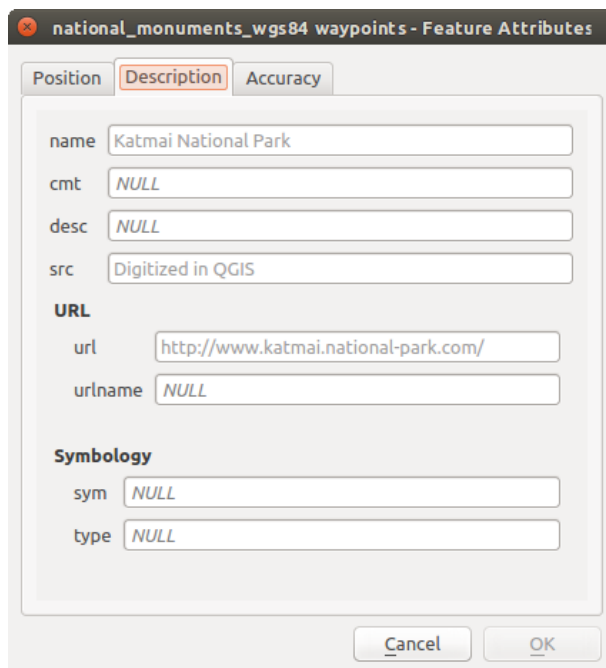 national_monuments_wgs84 waypoints - Feature Attributes
Position Description Accuracy
name Katmai National Park
cmt NULL
desc NULL
src Digitized in QGIS
URL
url http://www.katmai.national-park.com/
urlname NULL
Symbology
sym NULL
type NULL
Cancel OK